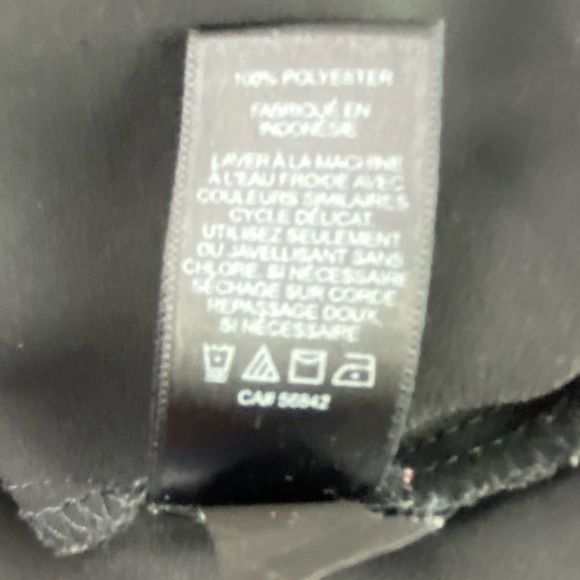 100% POLYESTER
FABRIQUÉ EN
INDONÉSIE
LAVER À LA MACHINE
À L'EAU FROIDE AVEC
COULEURS SIMILAIRES
CYCLE DÉLICAT.
UTILISEZ SEULEMENT
OU JAVELLISANT SANS
CHLORE, SI NÉCESSAIRE
SÉCHAGE SUR CORDE
REPASSAGE DOUX,
SI NÉCESSAIRE
CA# 56842